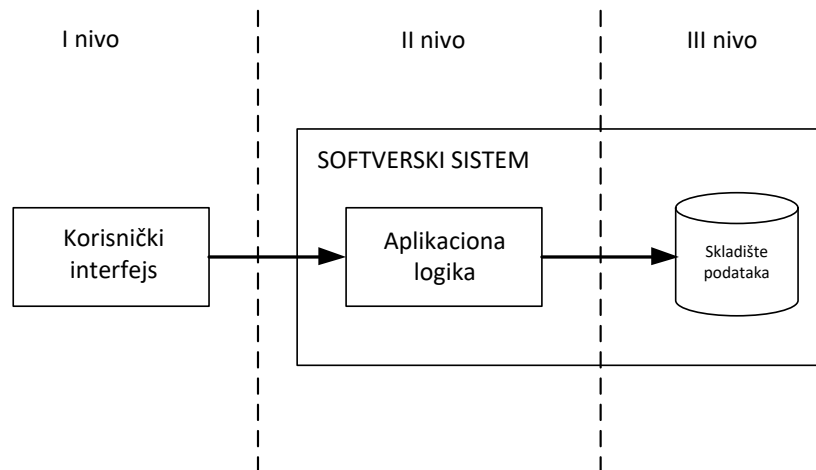 I nivo
II nivo
III nivo
SOFTVERSKI SISTEM
Korisnički
interfejs
Aplikaciona
logika
Skladište
podataka